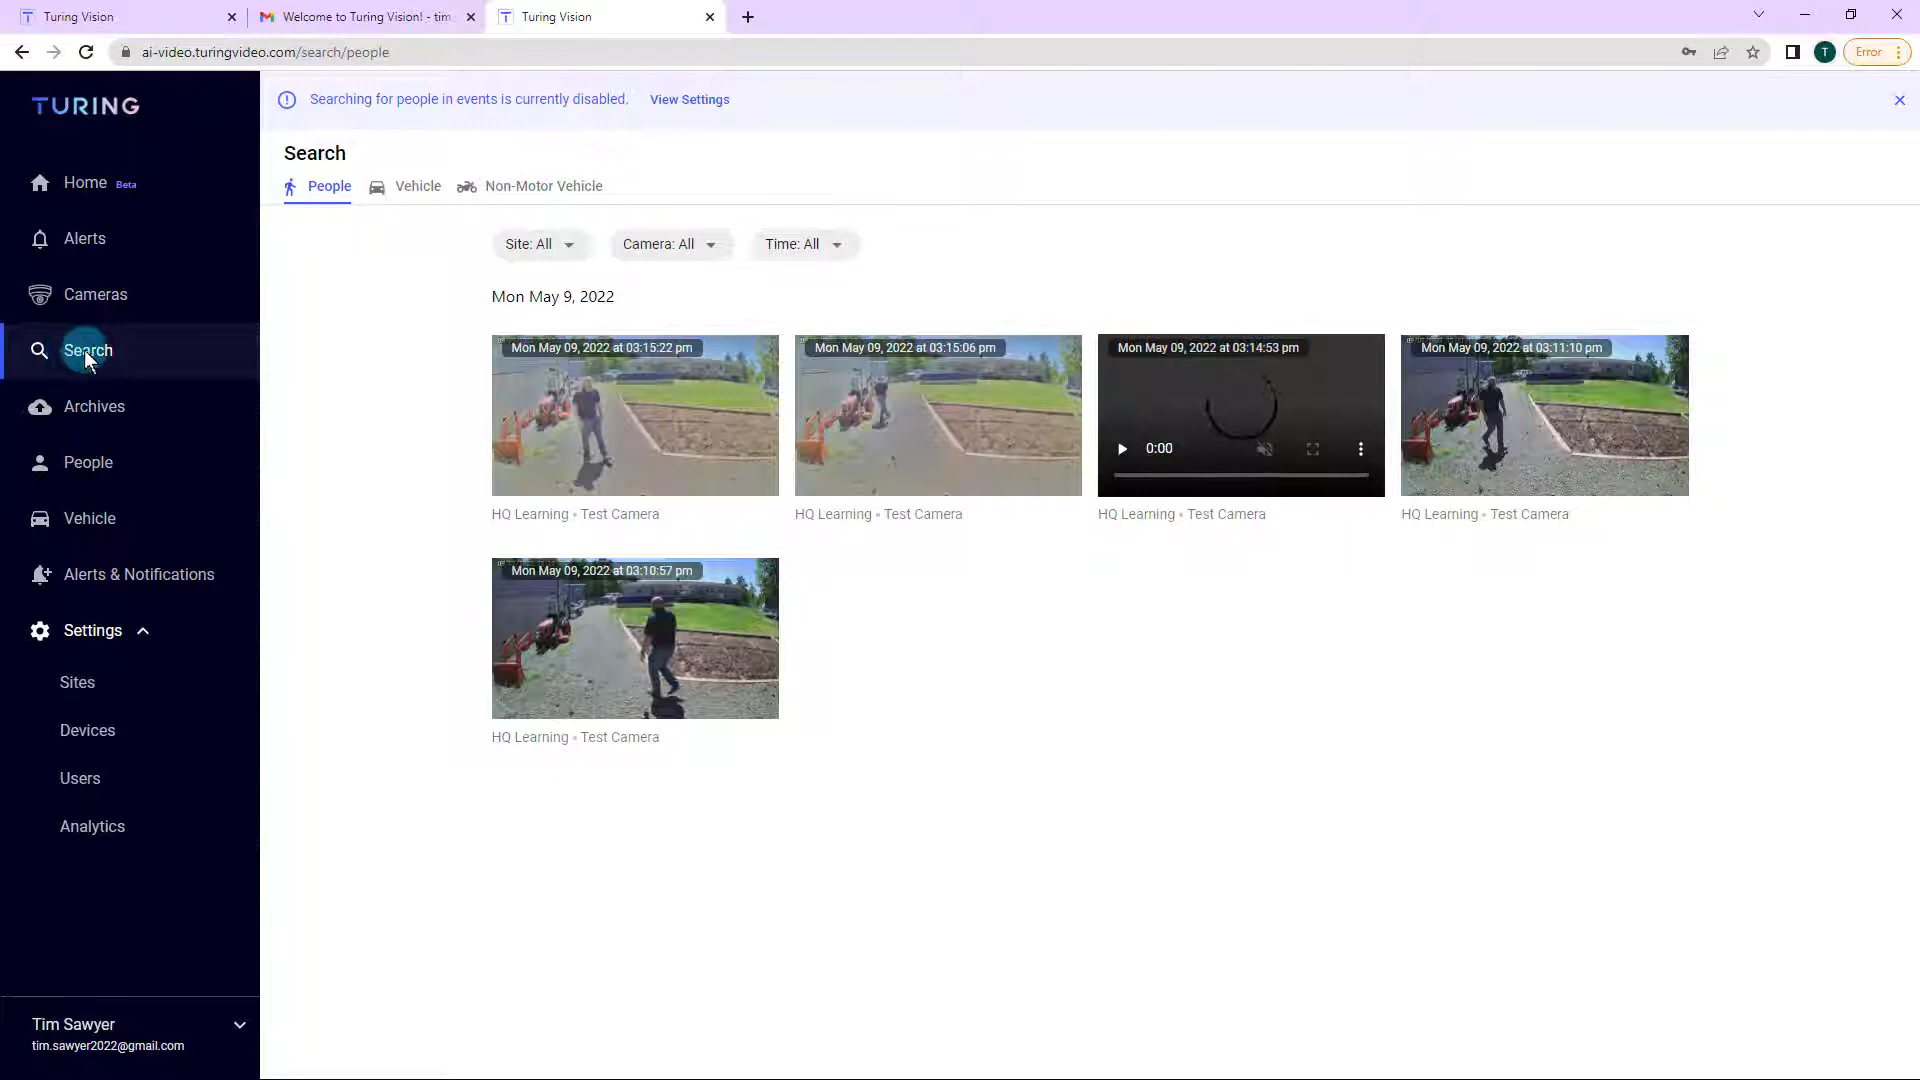 Turing Vision
Welcome to Turing Vision! - tim
Turing Vision
ai-video.turingvideo.com/search/people
T
Error
TURING
Searching for people in events is currently disabled. View Settings
Search
People
Vehicle
Non-Motor Vehicle
Home Beta
Alerts
Cameras
Search
Archives
People
Vehicle
Alerts & Notifications
Settings
Sites
Devices
Users
Analytics
Tim Sawyer
tim.sawyer2022@gmail.com
Site: All
Camera: All
Time: All
Mon May 9, 2022
Mon May 09, 2022 at 03:15:22 pm
HQ Learning • Test Camera
Mon May 09, 2022 at 03:15:06 pm
HQ Learning • Test Camera
Mon May 09, 2022 at 03:14:53 pm
0:00
HQ Learning • Test Camera
Mon May 09, 2022 at 03:11:10 pm
HQ Learning • Test Camera
Mon May 09, 2022 at 03:10:57 pm
HQ Learning • Test Camera